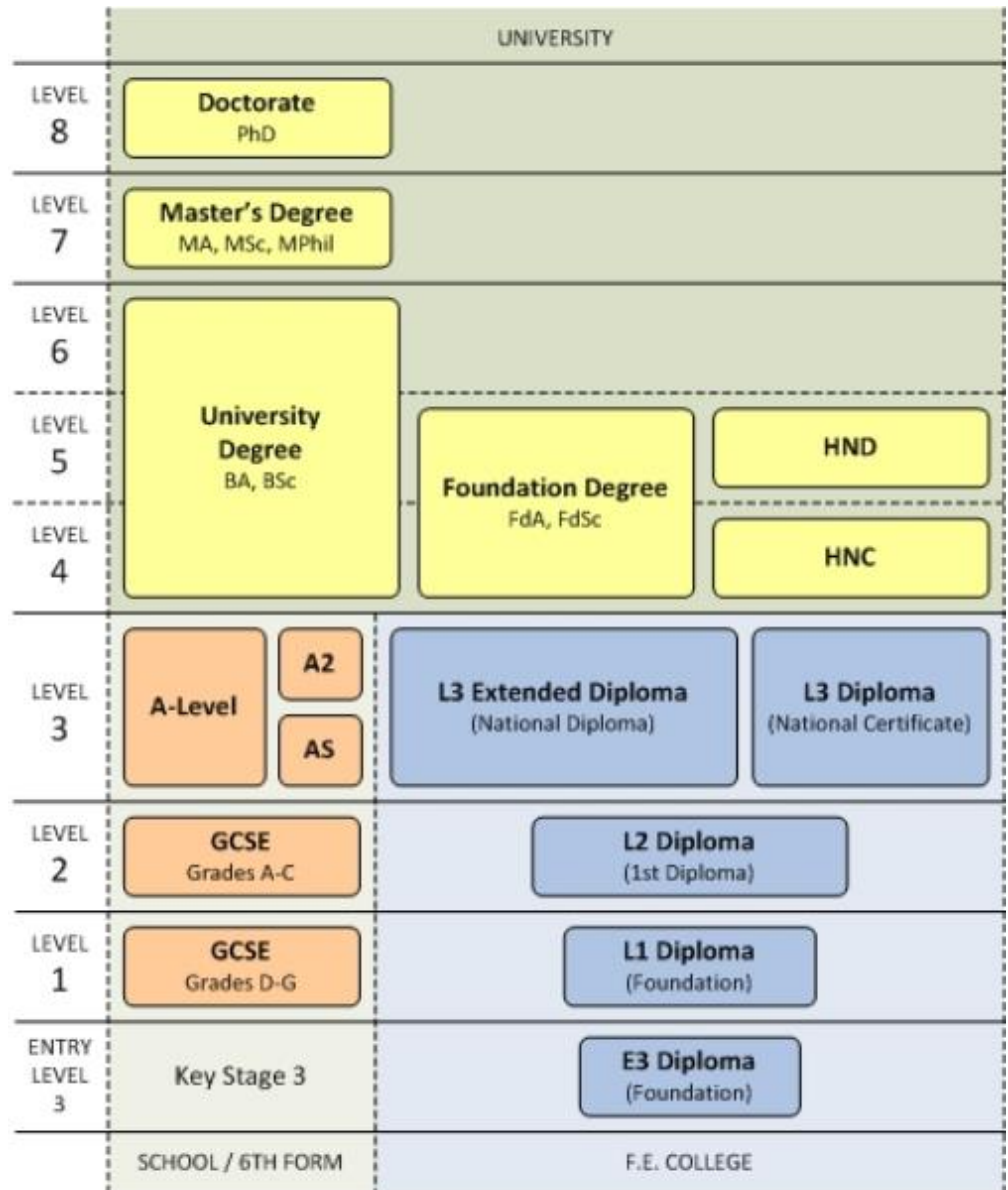 UNIVERSITY
LEVEL
8
Doctorate
PhD
LEVEL
7
Master's Degree
MA, MSc, MPhil
LEVEL
6
LEVEL
5
LEVEL
4
University
Degree
BA, BSc
Foundation Degree
FdA, FdSc
HND
HNC
LEVEL
3
A-Level
A2
AS
L3 Extended Diploma
(National Diploma)
L3 Diploma
(National Certificate)
LEVEL
2
GCSE
Grades A-C
L2 Diploma
(1st Diploma)
LEVEL
1
GCSE
Grades D-G
L1 Diploma
(Foundation)
ENTRY
LEVEL
3
Key Stage 3
E3 Diploma
(Foundation)
SCHOOL / 6TH FORM
F.E. COLLEGE